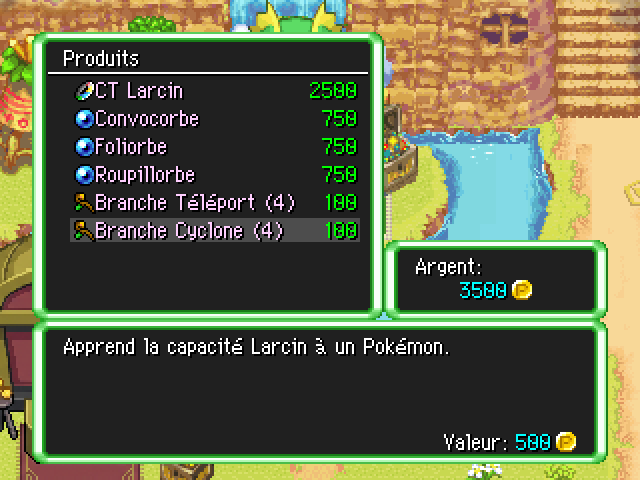 Produits
CT Larcin 2500
Convocorbe 750
Foliorbe 750
Roupillorbe 750
Branche Téléport (4) 100
Branche Cyclone (4) 100
Argent:
3500 P
Apprend la capacité Larcin à un Pokémon.
Valeur: 500 P